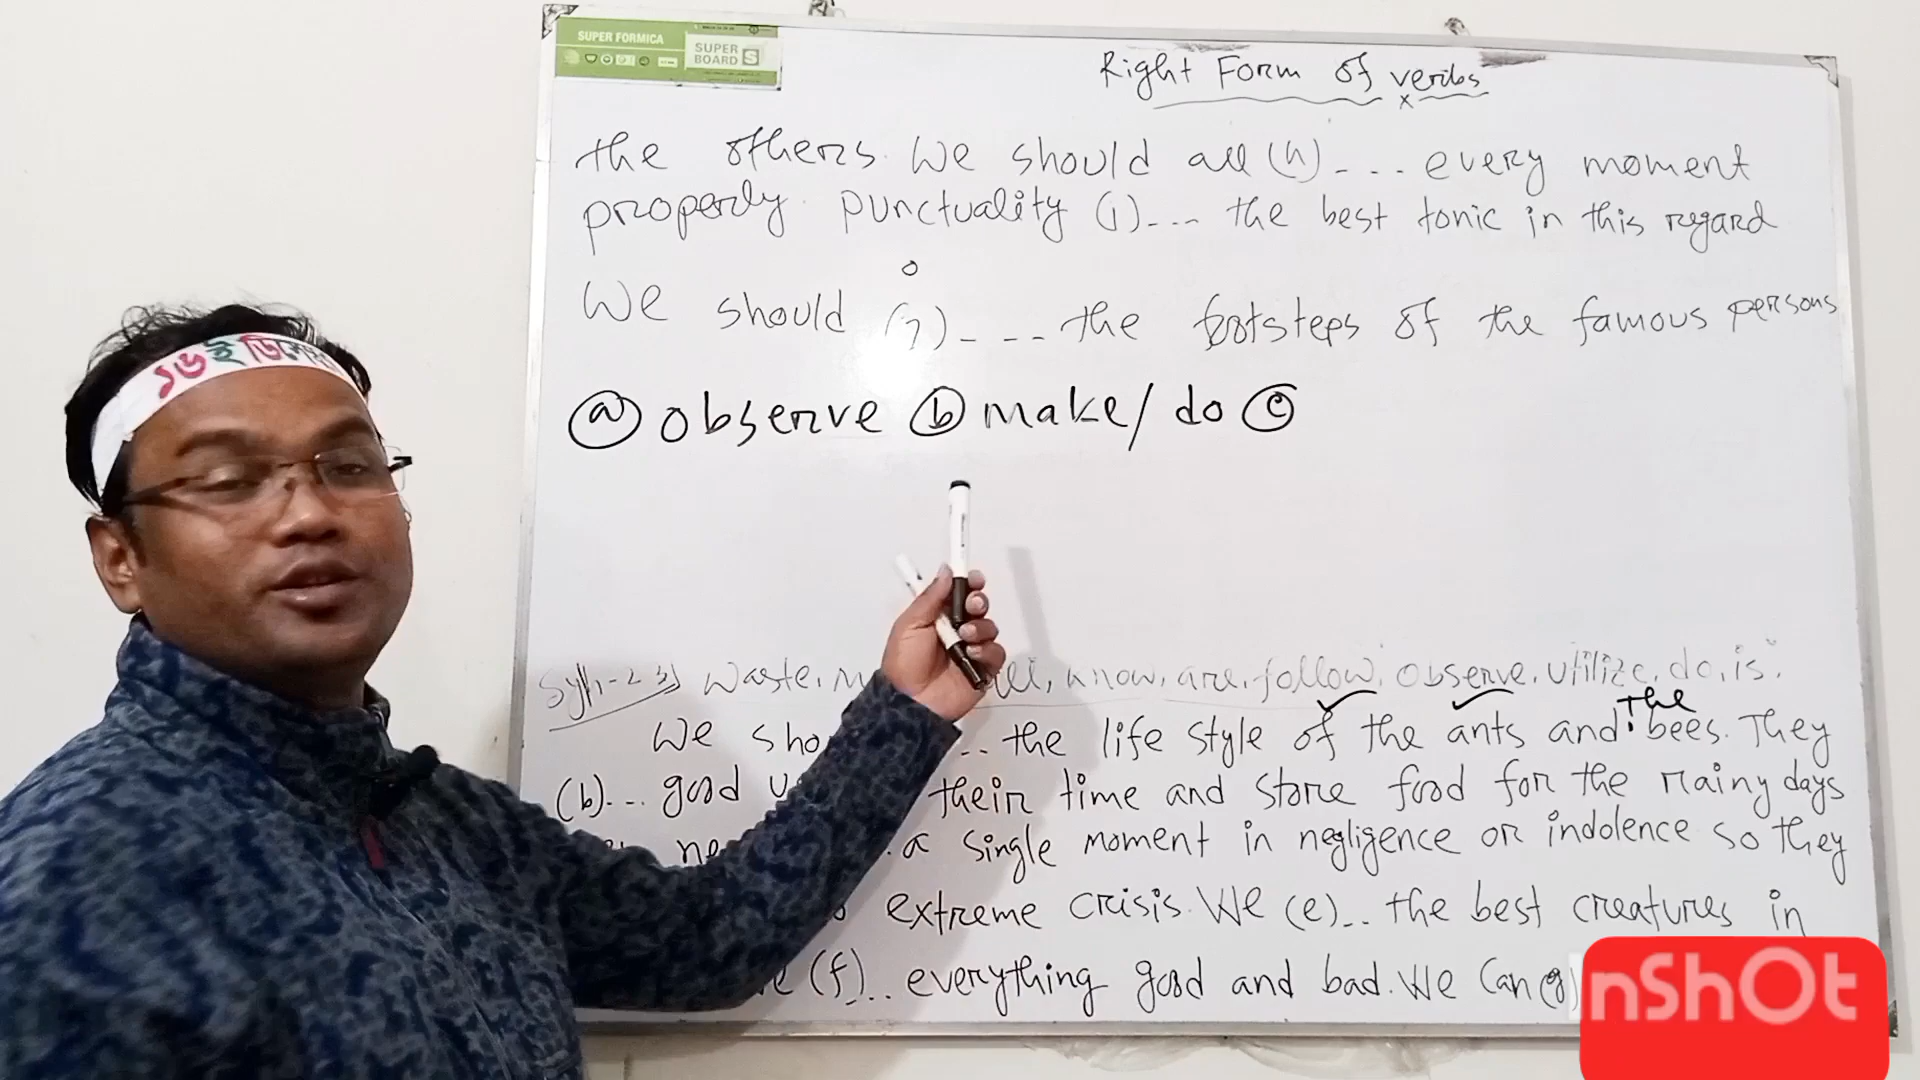 SUPER FORMICA
SUPER BOARD S
Right Form of verbs
the others. We should all (h) - ... every moment
properly. punctuality (i) ... the best tonic in this regard
We should (j) - ... the footsteps of the famous persons
(a) observe (b) make/ do (c)
১৬ই
Syl waste, know, are, follow, observe, utilize, do, is.
The
We .. the life style of the ants and bees. They
(b)... good their time and store food for the rainy days
a single moment in negligence or indolence so they
extreme crisis. We (e)... the best creatures in
(f)... everything good and bad. We can (g)
nShOt